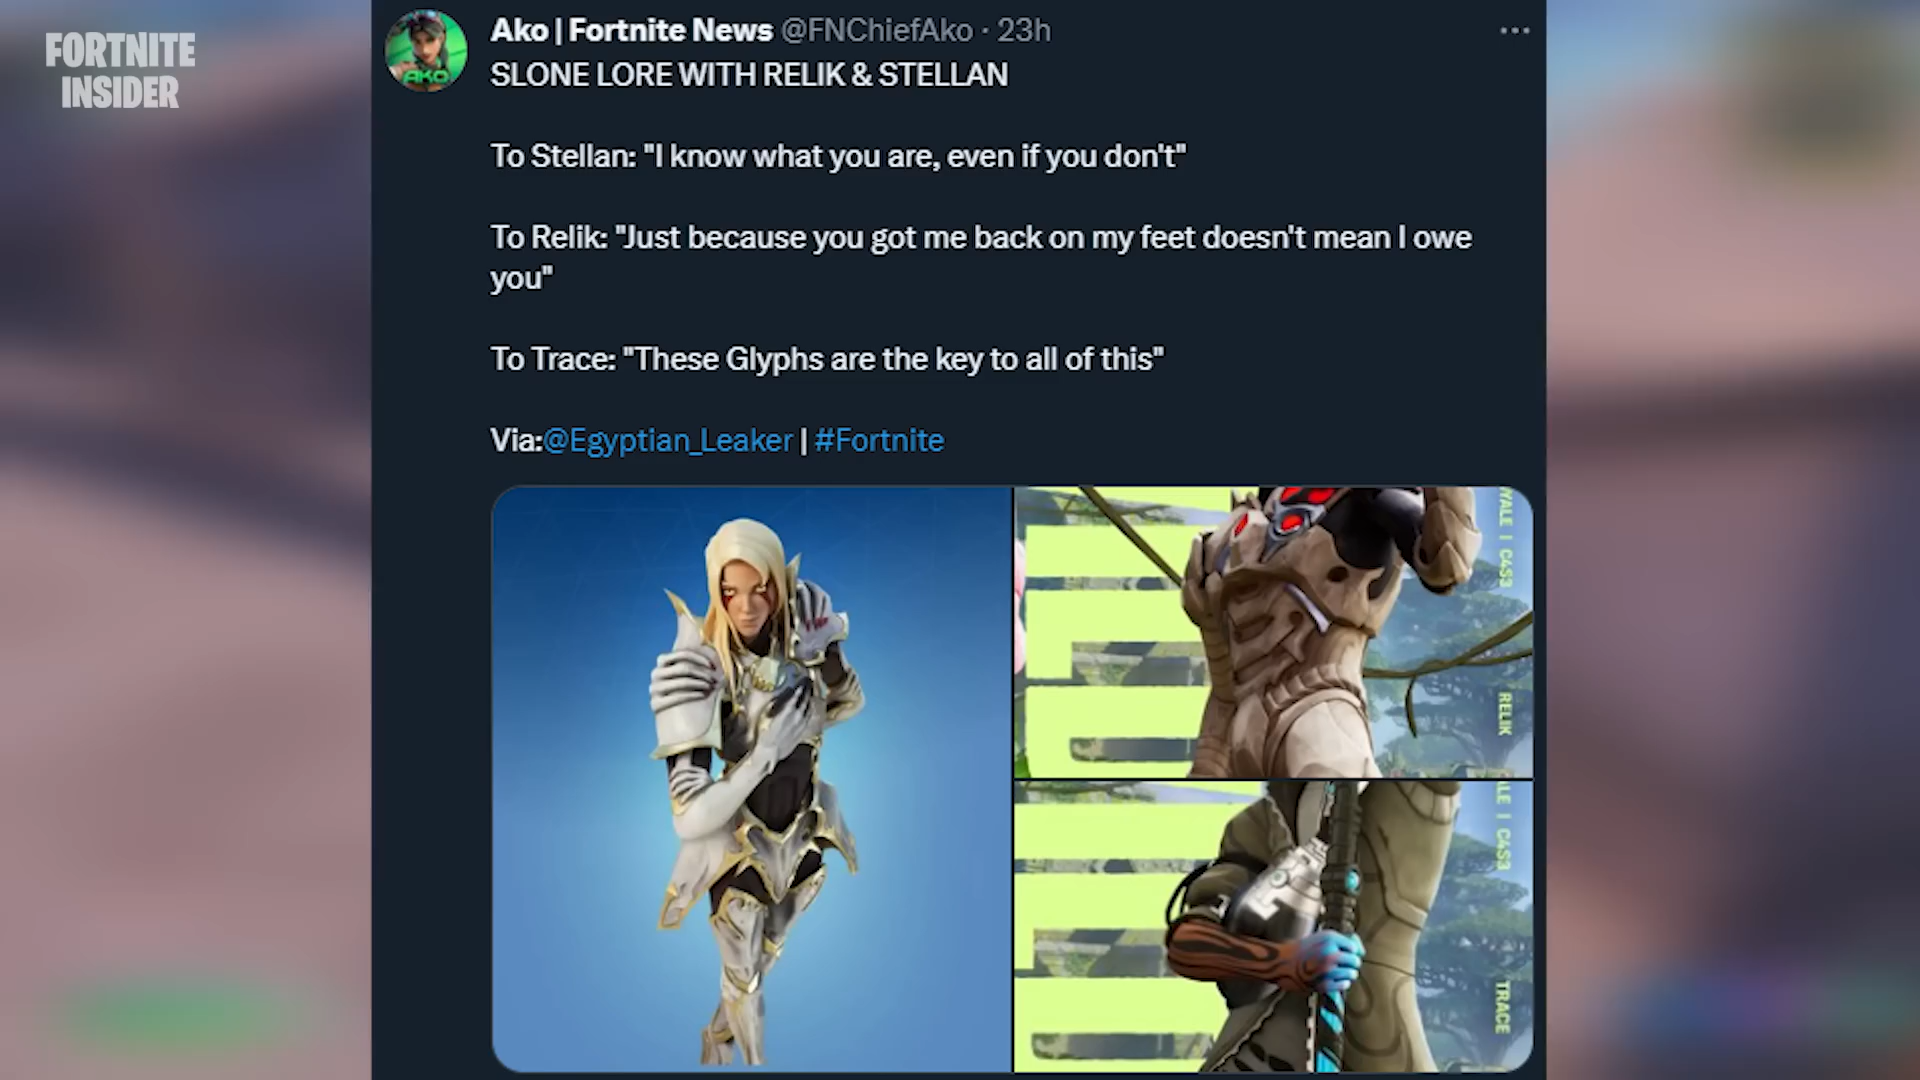 FORTNITE
INSIDER
Ako | Fortnite News @FNChiefAko · 23h
SLONE LORE WITH RELIK & STELLAN
To Stellan: "I know what you are, even if you don't"
To Relik: "Just because you got me back on my feet doesn't mean I owe
you"
To Trace: "These Glyphs are the key to all of this"
Via:@Egyptian_Leaker | #Fortnite
AKO
YALE | C4S3
RELIK
LE | C4S3
TRACE